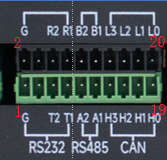 G R2 R1 B2 B1 L3 L2 L1 L0
2 20
1 19
G T2 T1 A2 A1 H3 H2 H1 H0
RS232 RS485 CAN